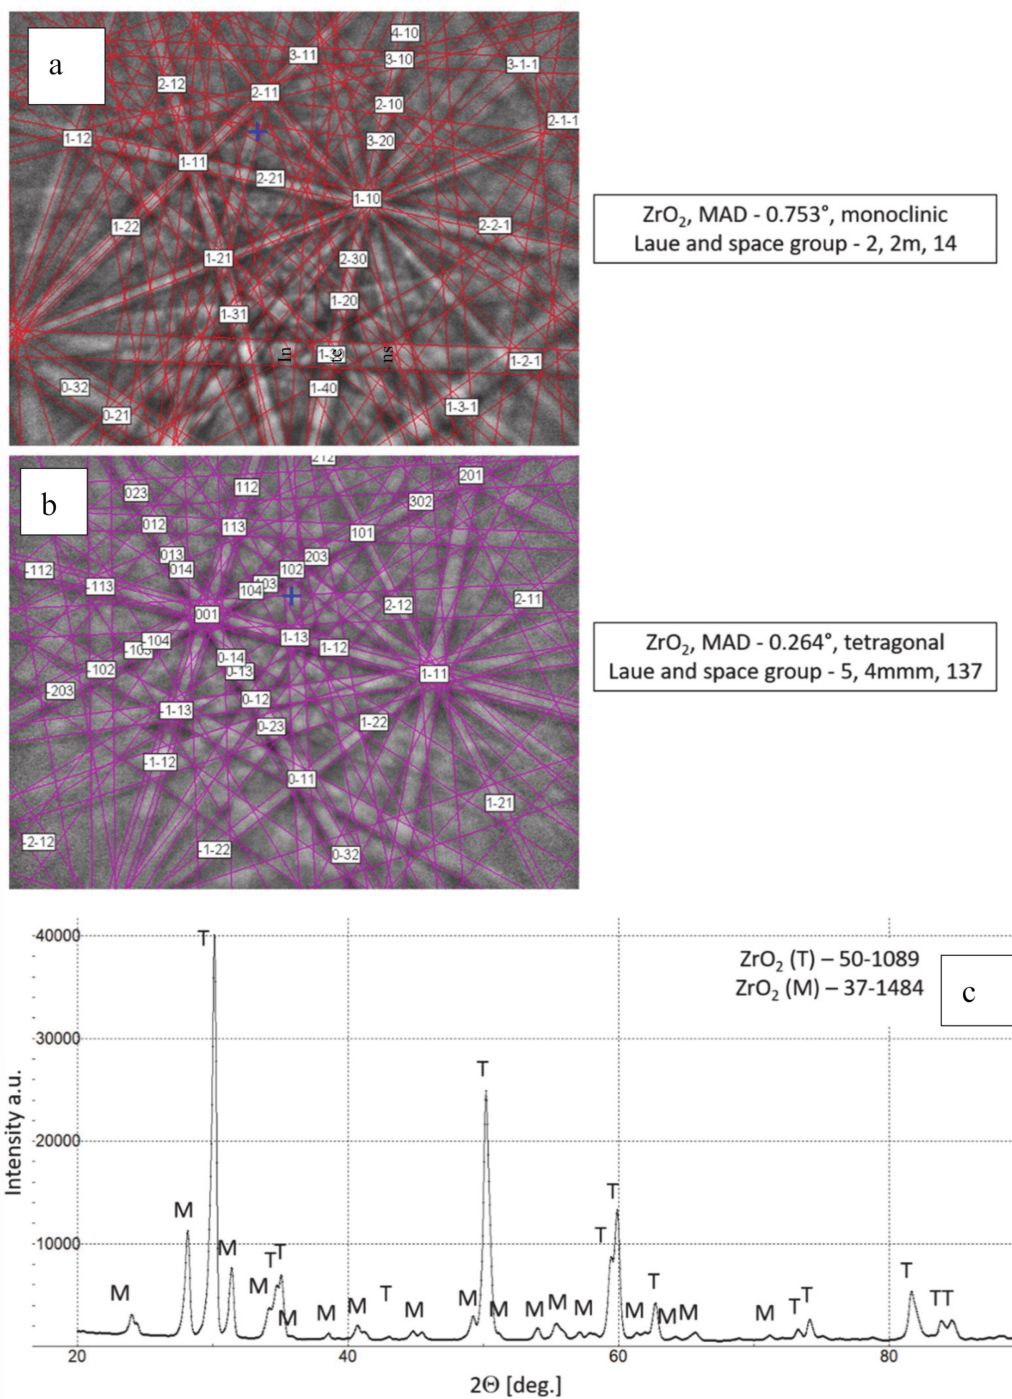 a
4-10
3-11
3-10
3-1-1
2-12
2-11
2-10
2-1-1
1-12
3-20
1-11
2-21
1-10
1-22
2-2-1
1-21
2-30
1-20
1-31
In
te
ns
1-2-1
0-32
1-40
0-21
1-3-1
ZrO₂, MAD - 0.753°, monoclinic
Laue and space group - 2, 2m, 14
b
212
201
023
112
302
012
113
101
013
203
-112
014
102
-113
104
2-12
2-11
001
1-13
-104
1-12
0-14
-102
0-13
1-11
-203
0-12
-1-13
0-23
1-22
-1-12
0-11
1-21
-2-12
-1-22
0-32
ZrO₂, MAD - 0.264°, tetragonal
Laue and space group - 5, 4mmm, 137
c
ZrO₂ (T) – 50-1089
ZrO₂ (M) – 37-1484
Intensity a.u.
40000
30000
20000
10000
M
M
T
M
M
T
T
M
M
M
T
M
M
T
M
M
M
M
T
T
M
T
M
M
M
T
T
T
T
T
20
40
60
80
2Θ [deg.]